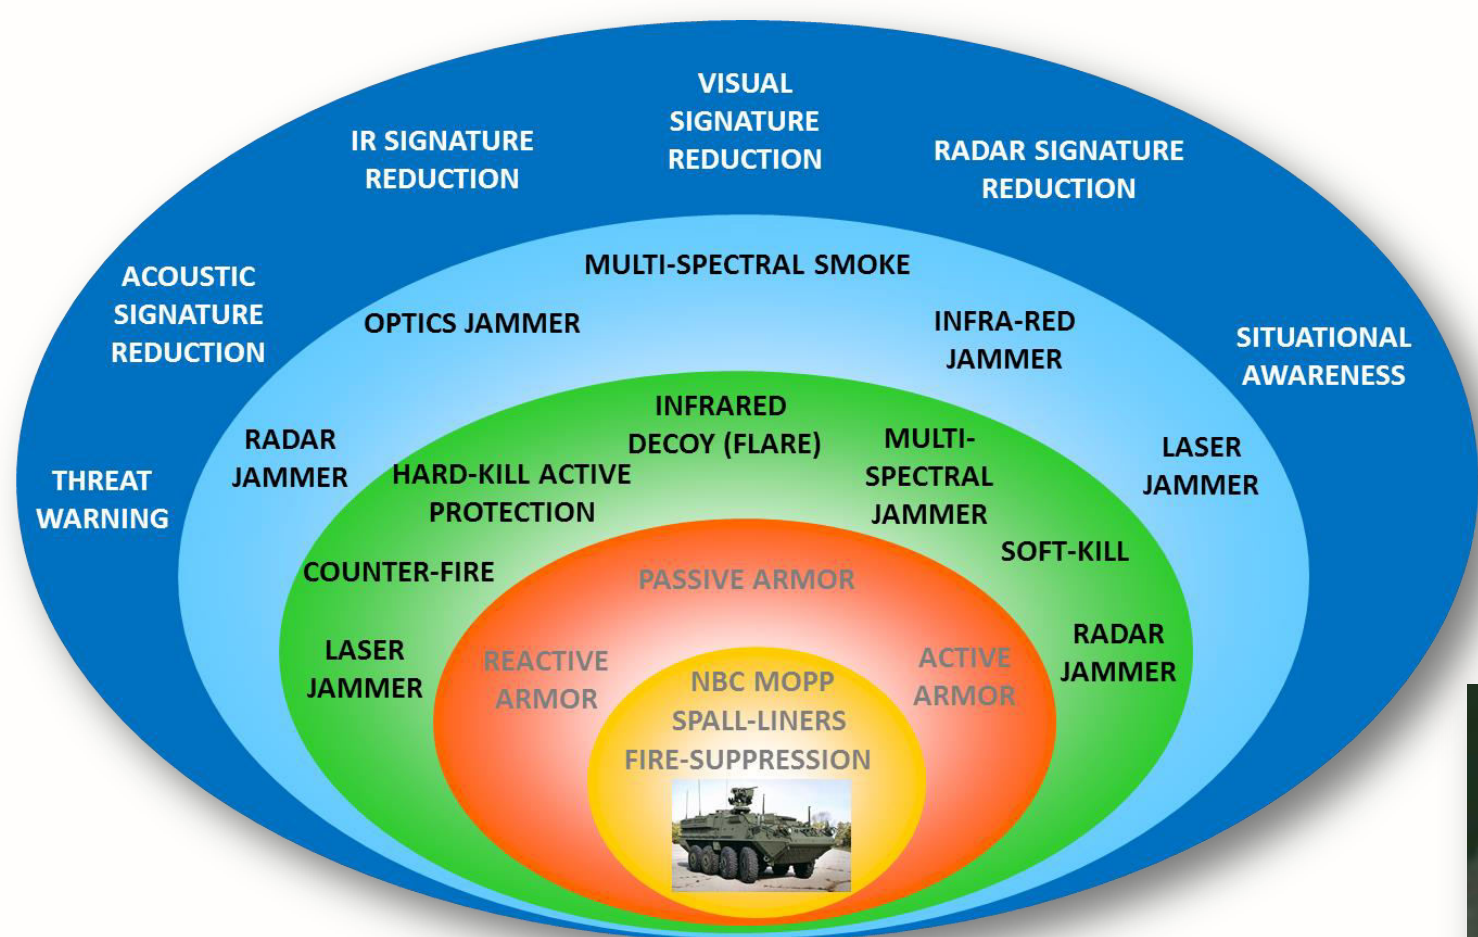 VISUAL
SIGNATURE
REDUCTION
IR SIGNATURE
REDUCTION
RADAR SIGNATURE
REDUCTION
ACOUSTIC
SIGNATURE
REDUCTION
SITUATIONAL
AWARENESS
THREAT
WARNING
MULTI-SPECTRAL SMOKE
OPTICS JAMMER
INFRA-RED
JAMMER
RADAR
JAMMER
LASER
JAMMER
INFRARED
DECOY (FLARE)
HARD-KILL ACTIVE
PROTECTION
MULTI-
SPECTRAL
JAMMER
COUNTER-FIRE
SOFT-KILL
LASER
JAMMER
RADAR
JAMMER
PASSIVE ARMOR
REACTIVE
ARMOR
ACTIVE
ARMOR
NBC MOPP
SPALL-LINERS
FIRE-SUPPRESSION